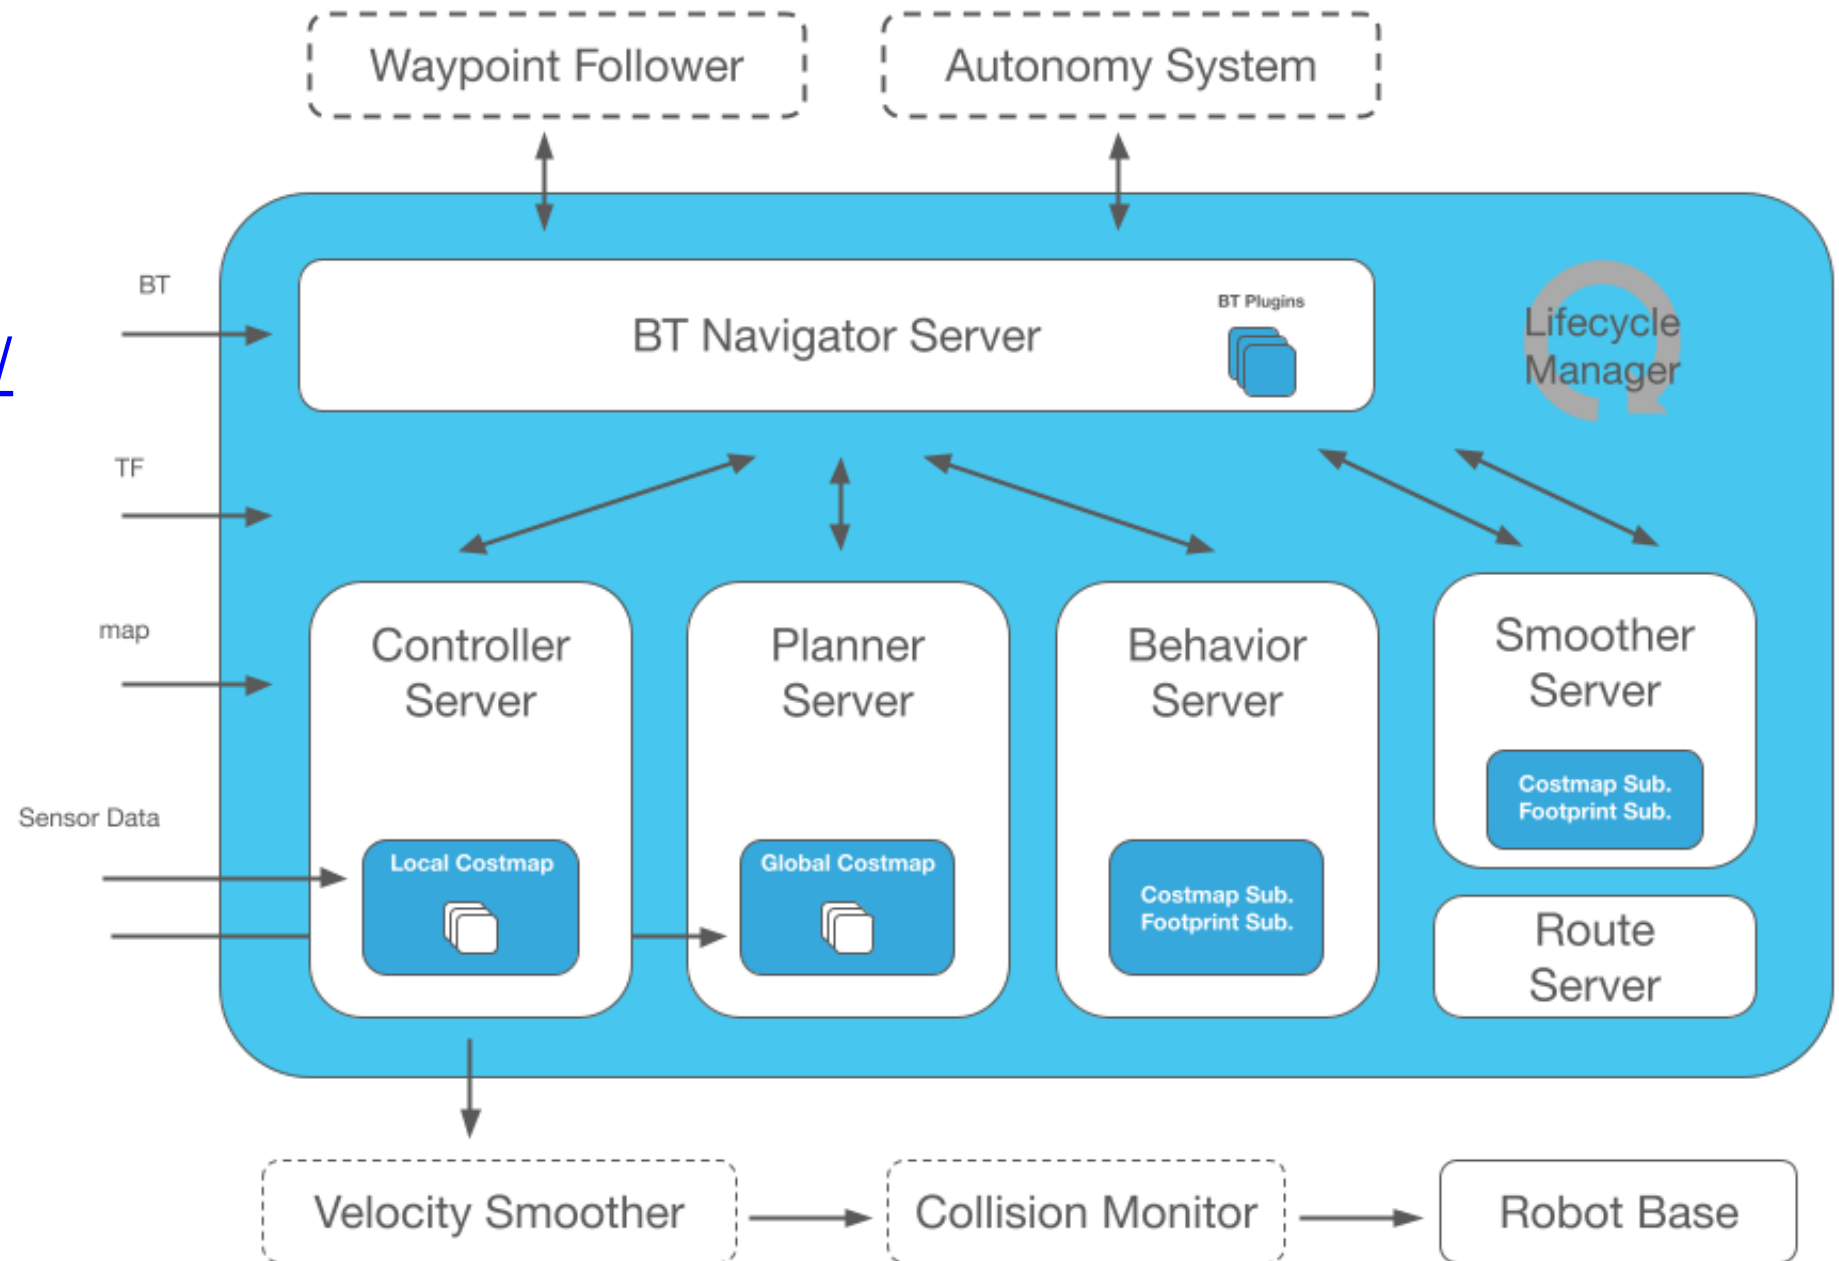 Waypoint Follower
Autonomy System
BT
BT Navigator Server
BT Plugins
Lifecycle
Manager
/
TF
map
Sensor Data
Controller
Server
Local Costmap
Planner
Server
Global Costmap
Behavior
Server
Costmap Sub.
Footprint Sub.
Smoother
Server
Costmap Sub.
Footprint Sub.
Route
Server
Velocity Smoother
Collision Monitor
Robot Base